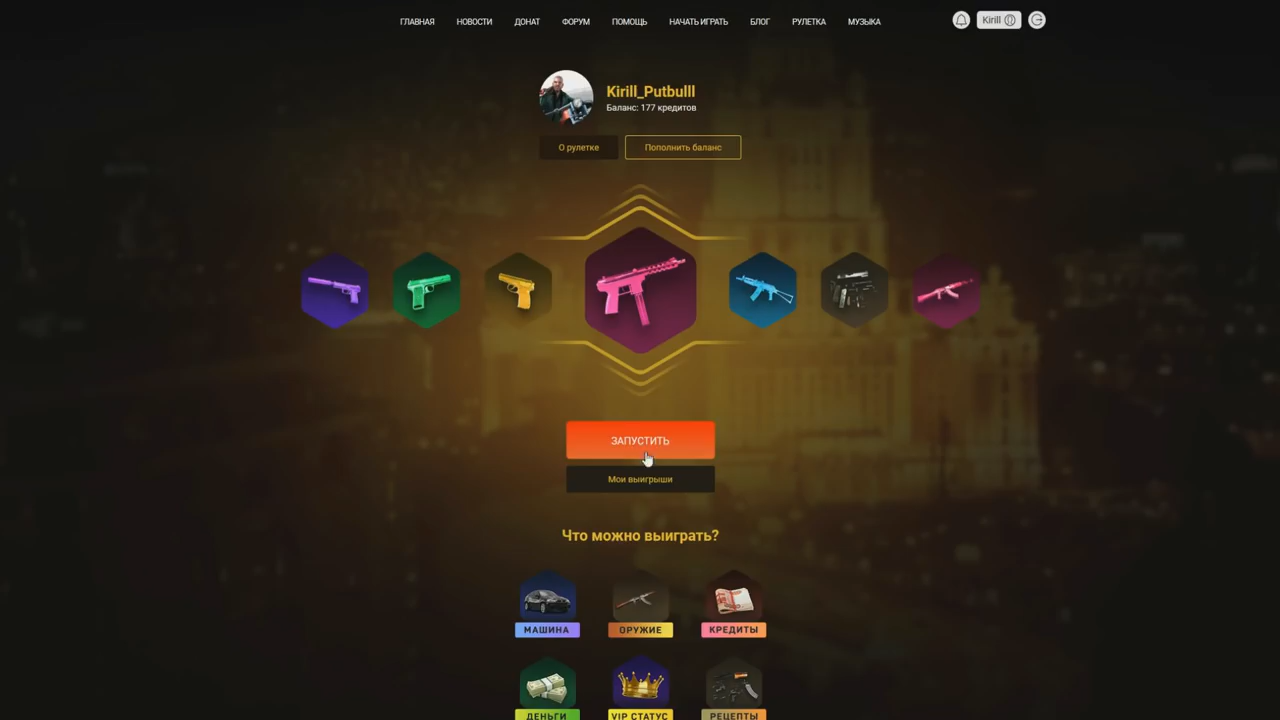 ГЛАВНАЯ НОВОСТИ ДОНАТ ФОРУМ ПОМОЩЬ НАЧАТЬ ИГРАТЬ БЛОГ РУЛЕТКА МУЗЫКА Kirill
Kirill_Putbulll
Баланс: 177 кредитов
О рулетке Пополнить баланс
ЗАПУСТИТЬ
Мои выигрыши
Что можно выиграть?
МАШИНА ОРУЖИЕ КРЕДИТЫ
ДЕНЬГИ VIP СТАТУС РЕЦЕПТЫ